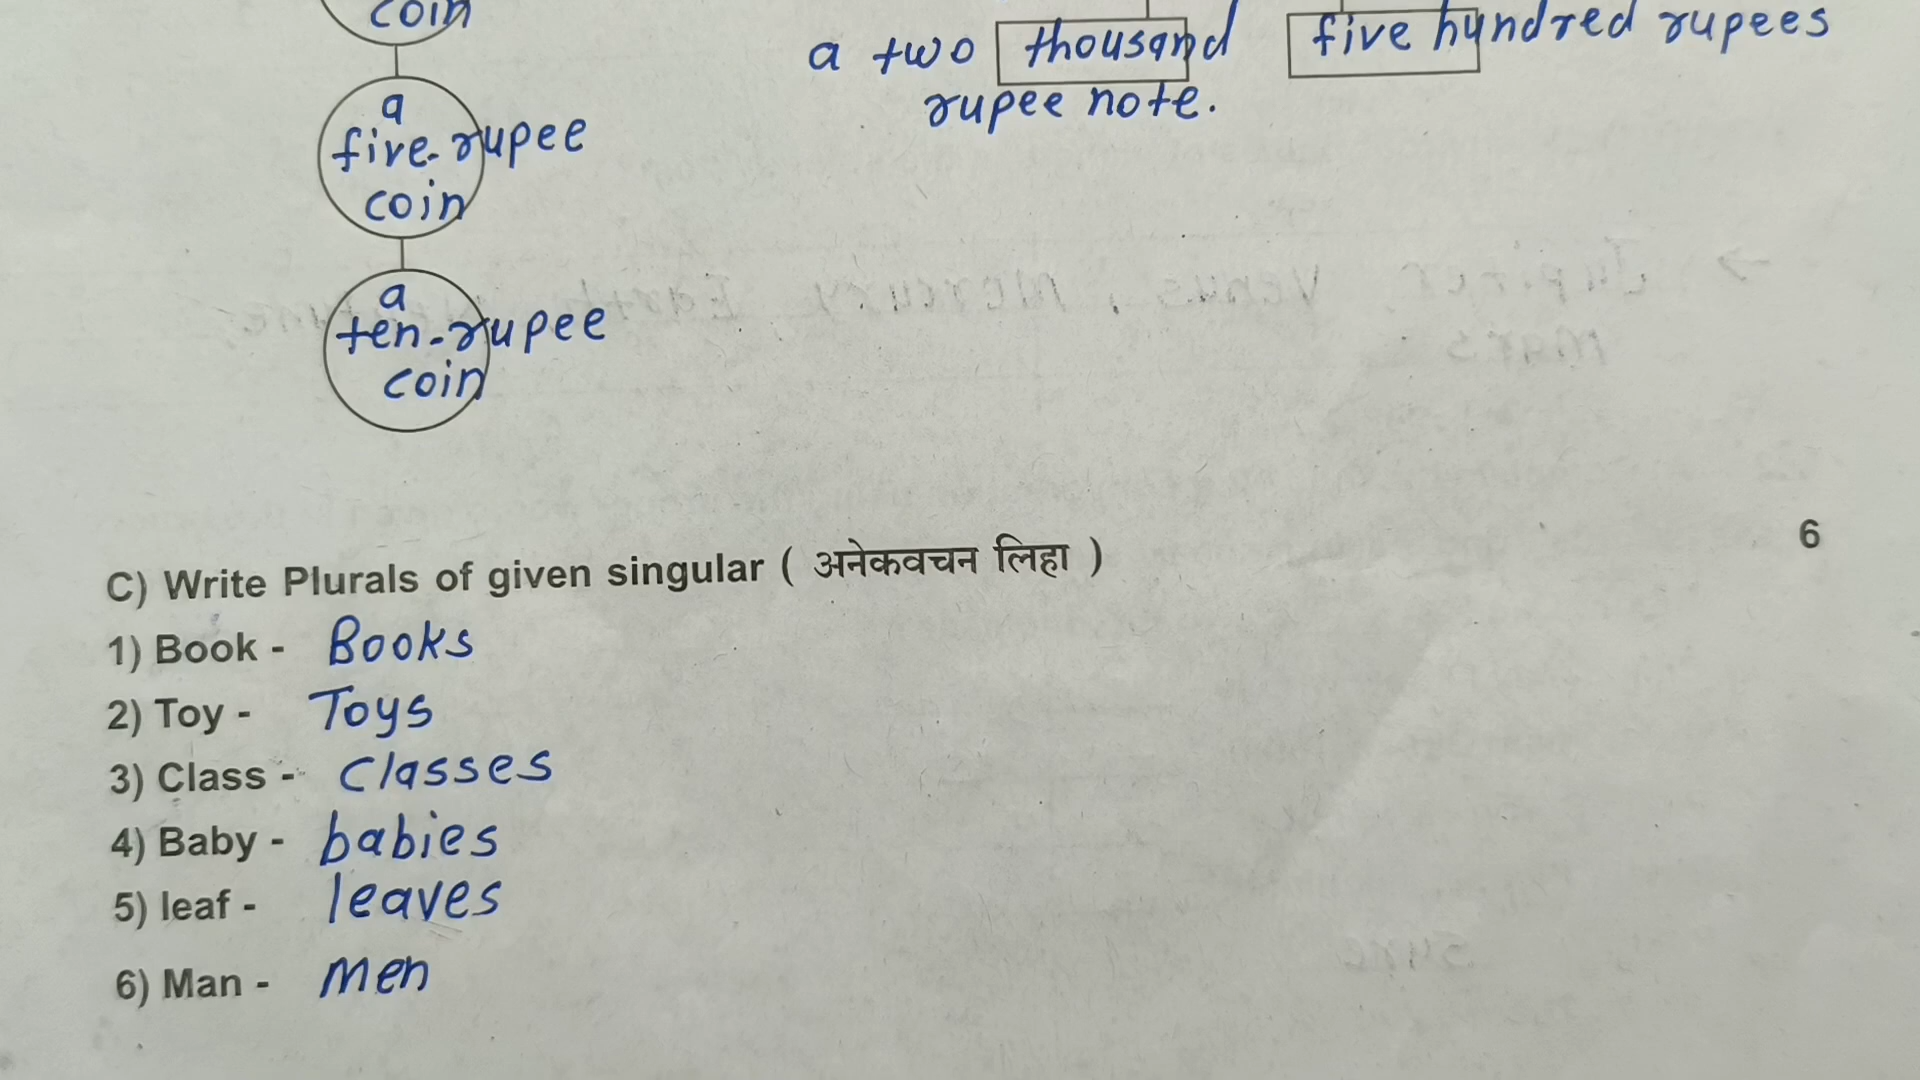 coin
a two thousand
rupee note.
five hundred rupees
a
five-rupee
coin
a
ten-rupee
coin
6
C) Write Plurals of given singular ( अनेकवचन लिहा )
1) Book - Books
2) Toy - Toys
3) Class - Classes
4) Baby - babies
5) leaf - leaves
6) Man - Men